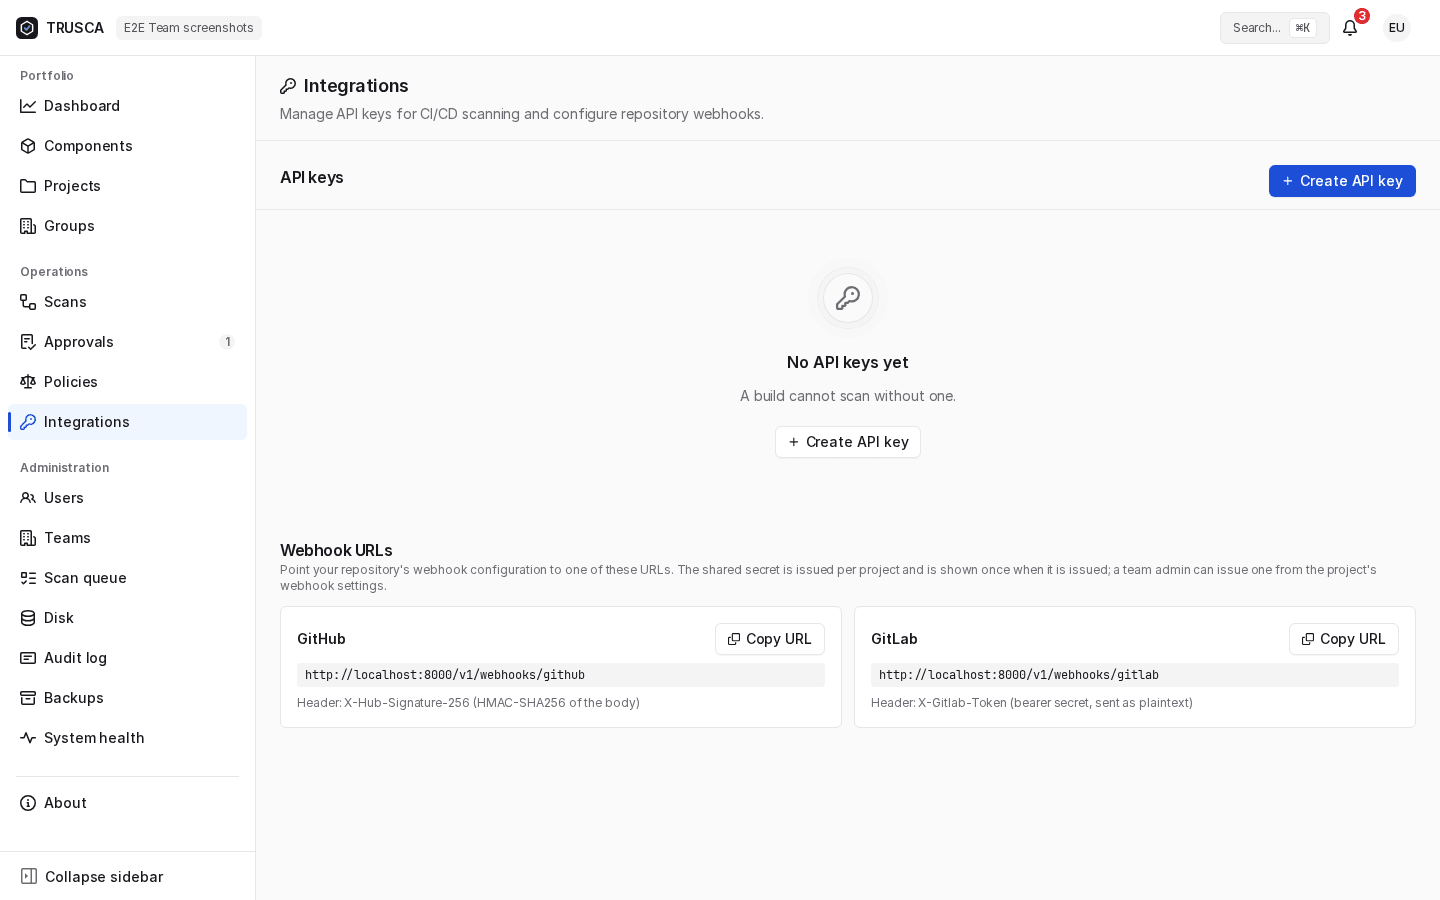 TRUSCA
E2E Team screenshots
Search...
⌘K
3
EU
Portfolio
Dashboard
Components
Projects
Groups
Operations
Scans
Approvals
1
Policies
Integrations
Administration
Users
Teams
Scan queue
Disk
Audit log
Backups
System health
About
Collapse sidebar
Integrations
Manage API keys for CI/CD scanning and configure repository webhooks.
API keys
+ Create API key
No API keys yet
A build cannot scan without one.
+ Create API key
Webhook URLs
Point your repository's webhook configuration to one of these URLs. The shared secret is issued per project and is shown once when it is issued; a team admin can issue one from the project's
webhook settings.
GitHub
Copy URL
http://localhost:8000/v1/webhooks/github
Header: X-Hub-Signature-256 (HMAC-SHA256 of the body)
GitLab
Copy URL
http://localhost:8000/v1/webhooks/gitlab
Header: X-Gitlab-Token (bearer secret, sent as plaintext)